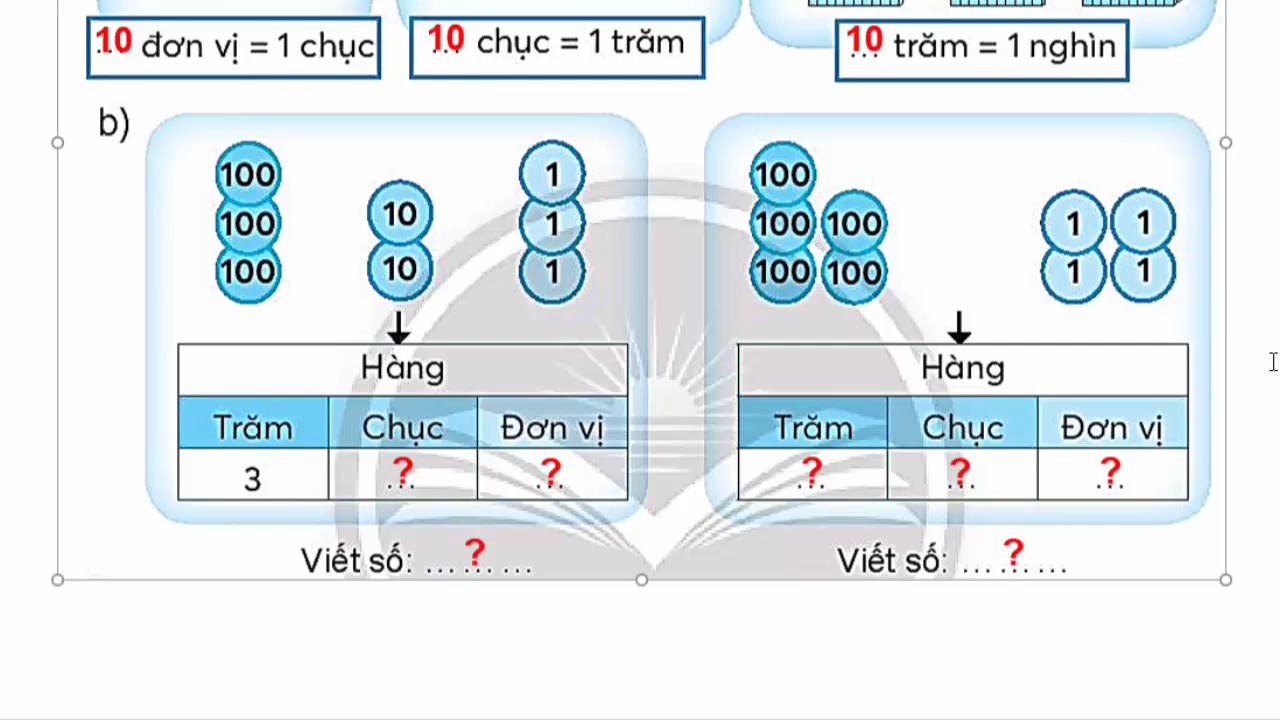 10 đơn vị = 1 chục
10 chục = 1 trăm
10 trăm = 1 nghìn
b)
100 1
10
100 1
10
100 1
Hàng
Trăm Chục Đơn vị
3 ? ?
Viết số: ... ? ...
100
100 100 1 1
100 100 1 1
Hàng
Trăm Chục Đơn vị
? ? ?
Viết số: ... ? ...